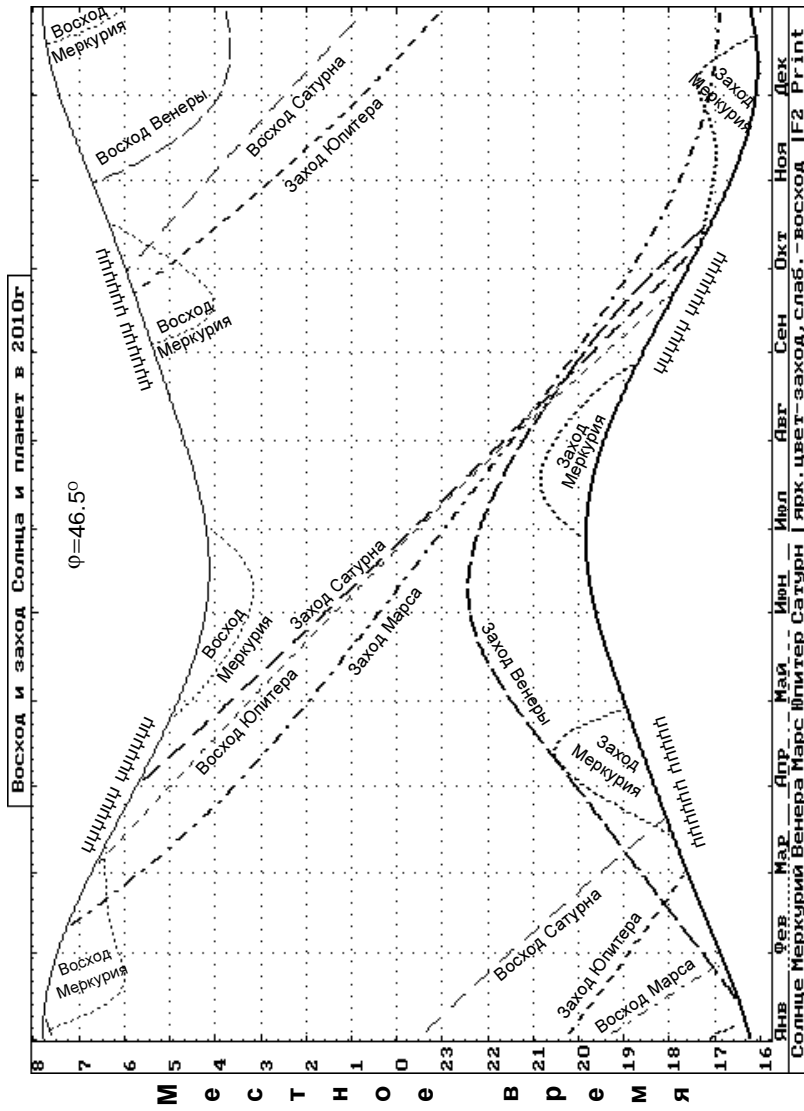 Восход и заход Солнца и планет в 2010г
φ=46.5°
Местное время
8
7
6
5
4
3
2
1
0
23
22
21
20
19
18
17
16
Янв
Фев
Мар
Апр
Май
Июн
Июл
Авг
Сен
Окт
Ноя
Дек
Восход
Меркурия
Восход
Меркурия
Восход
Меркурия
Восход
Меркурия
Восход Венеры
Восход Сатурна
Заход Юпитера
Заход Сатурна
Восход Юпитера
Заход Марса
Заход Венеры
Заход
Меркурия
Заход
Меркурия
Заход
Меркурия
Восход Сатурна
Заход Юпитера
Восход Марса
Солнце Меркурий Венера Марс Юпитер Сатурн | ярк.цвет-заход,слаб.-восход |F2 Print